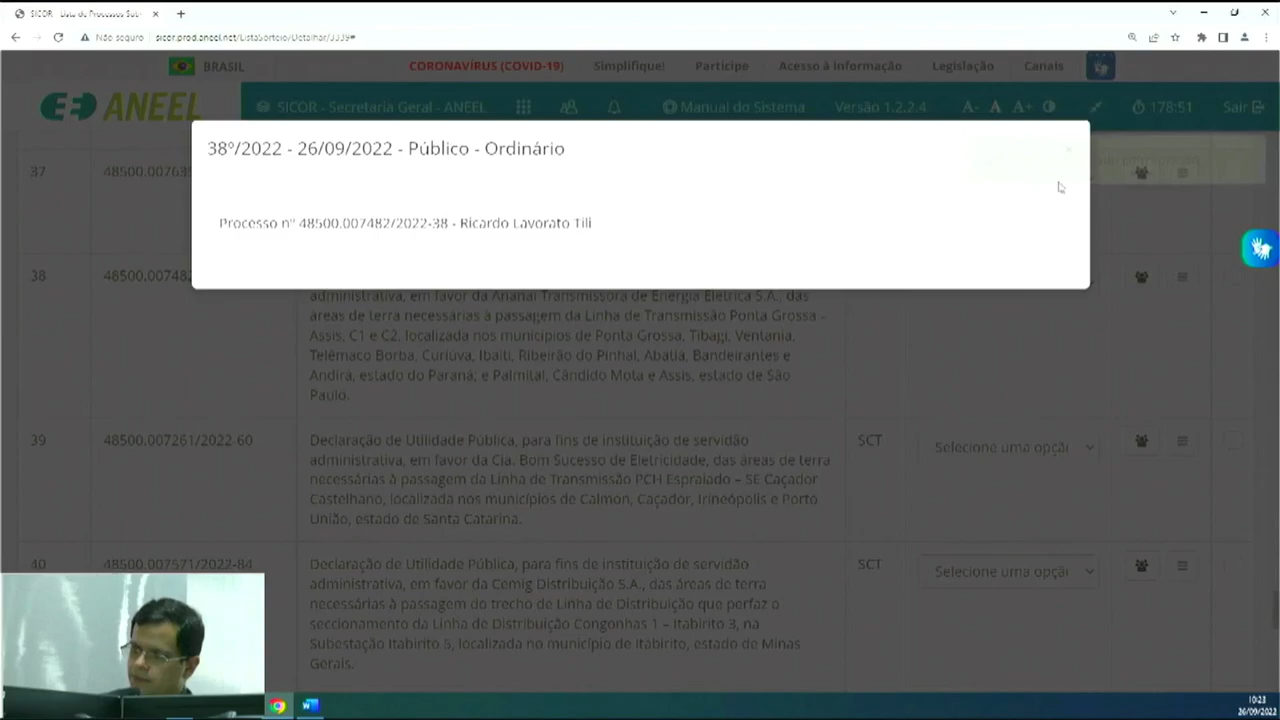 SICOR - Lista de Processos Sub
Não seguro
sicor.prod.aneel.net/ListaSorteio/Detalhar/3339#
BRASIL
CORONAVÍRUS (COVID-19)
Simplifique!
Participe
Acesso à informação
Legislação
Canais
ANEEL
SICOR - Secretaria Geral - ANEEL
Manual do Sistema
Versão 1.2.2.4
A-
A
A+
178:51
Sair
38º/2022 - 26/09/2022 - Público - Ordinário
Processo nº 48500.007482/2022-38 - Ricardo Lavorato Tili
37
38
administrativa, em favor da Ananaí Transmissora de Energia Elétrica S.A., das
áreas de terra necessárias à passagem da Linha de Transmissão Ponta Grossa –
Assis, C1 e C2, localizada nos municípios de Ponta Grossa, Tibagi, Ventania,
Telêmaco Borba, Curiúva, Ibaiti, Ribeirão do Pinhal, Abatiá, Bandeirantes e
Andirá, estado do Paraná; e Palmital, Cândido Mota e Assis, estado de São
Paulo.
39
48500.007261/2022-60
Declaração de Utilidade Pública, para fins de instituição de servidão
administrativa, em favor da Cia. Bom Sucesso de Eletricidade, das áreas de terra
necessárias à passagem da Linha de Transmissão PCH Espraiado – SE Caçador
Castelhano, localizada nos municípios de Calmon, Caçador, Irineópolis e Porto
União, estado de Santa Catarina.
SCT
Selecione uma opçã
40
48500.007571/2022-84
Declaração de Utilidade Pública, para fins de instituição de servidão
administrativa, em favor da Cemig Distribuição S.A., das áreas de terra
necessárias à passagem do trecho de Linha de Distribuição que perfaz o
seccionamento da Linha de Distribuição Congonhas 1 – Itabirito 3, na
Subestação Itabirito 5, localizada no município de Itabirito, estado de Minas
Gerais.
SCT
Selecione uma opçã
10:23
26/09/2022